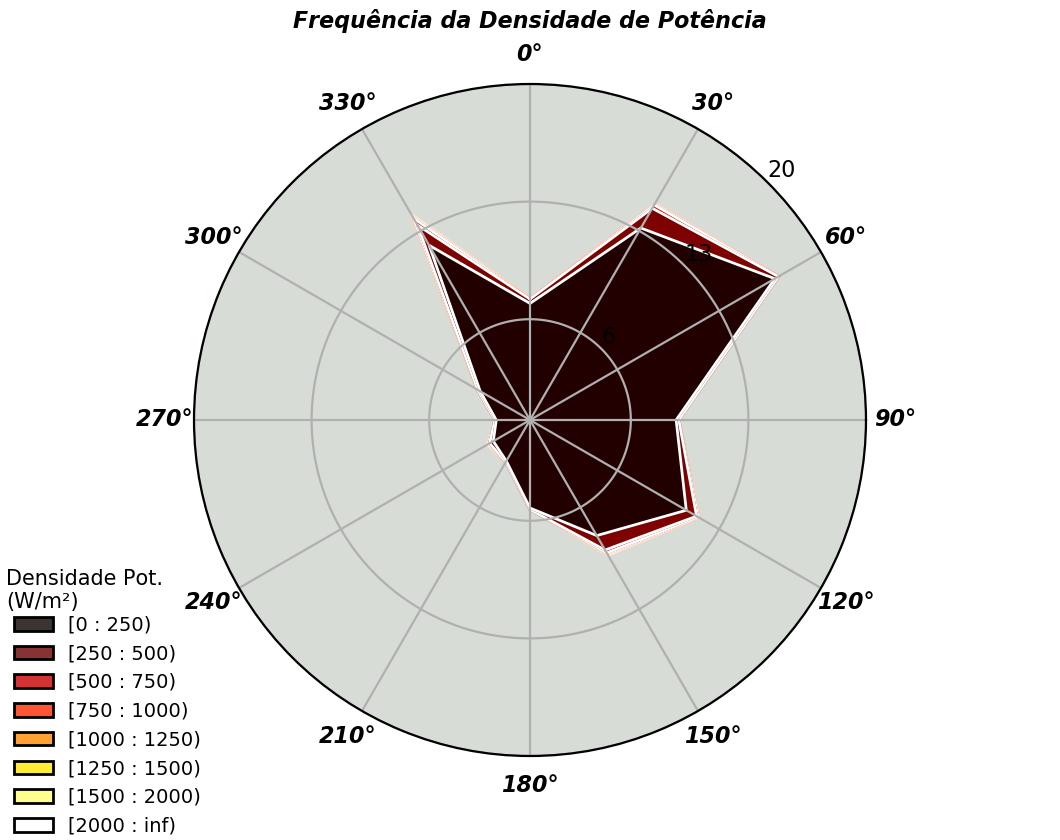 Frequência da Densidade de Potência
0°
330°
30°
20
300°
60°
13
6
270°
90°
240°
120°
210°
150°
180°
Densidade Pot.
(W/m²)
[0 : 250)
[250 : 500)
[500 : 750)
[750 : 1000)
[1000 : 1250)
[1250 : 1500)
[1500 : 2000)
[2000 : inf)